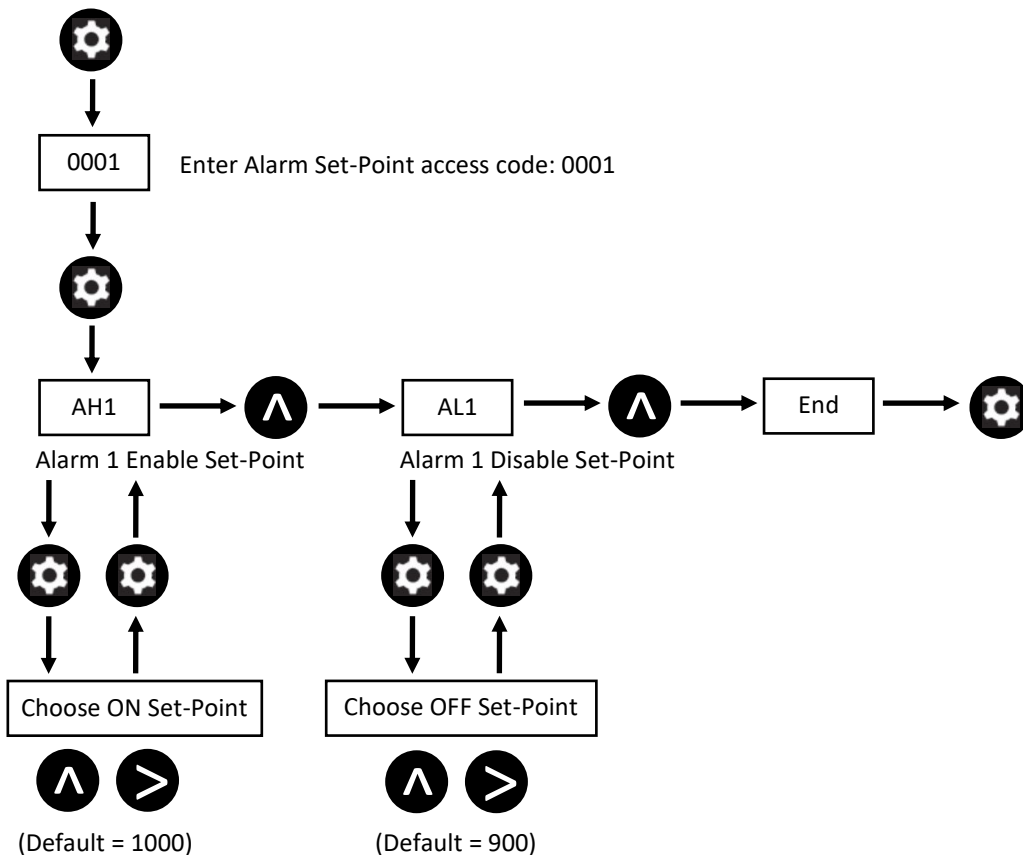 0001
Enter Alarm Set-Point access code: 0001
AH1
AL1
End
Alarm 1 Enable Set-Point
Alarm 1 Disable Set-Point
Choose ON Set-Point
Choose OFF Set-Point
(Default = 1000)
(Default = 900)